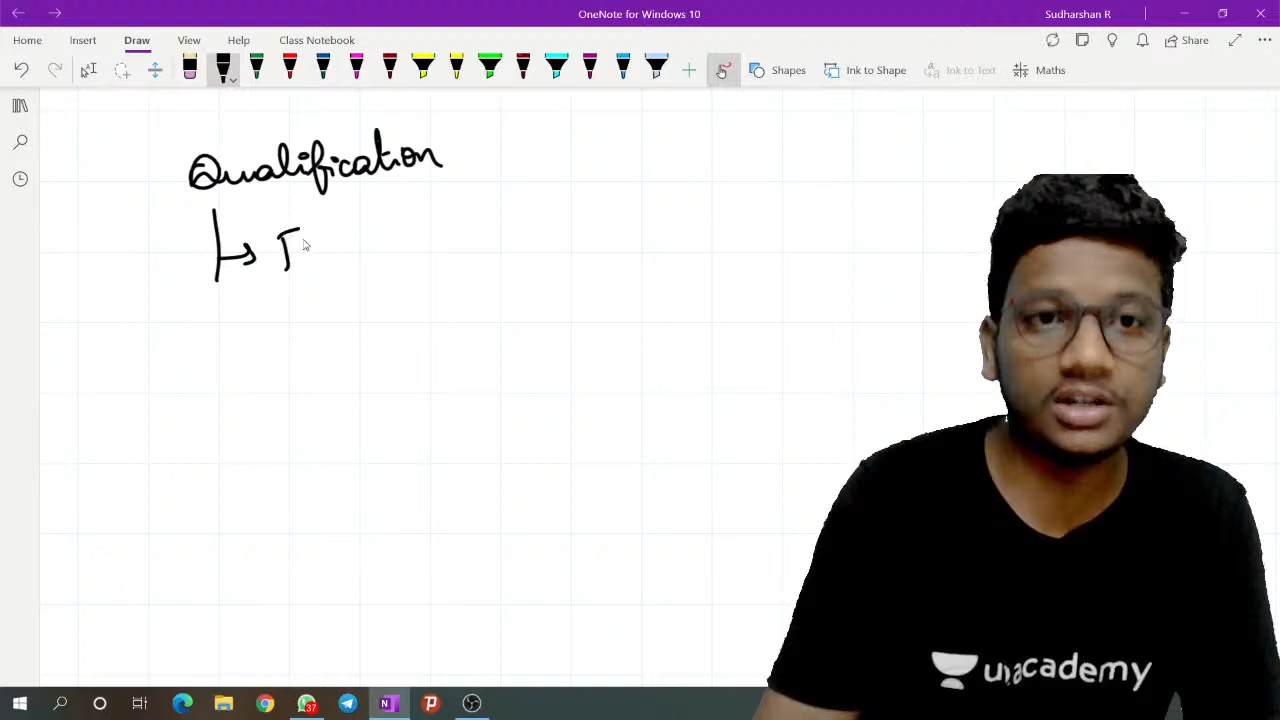 OneNote for Windows 10
Sudharshan R
Home Insert Draw View Help Class Notebook
Share
Shapes
Ink to Shape
Ink to Text
Maths
Qualification
unacademy
37